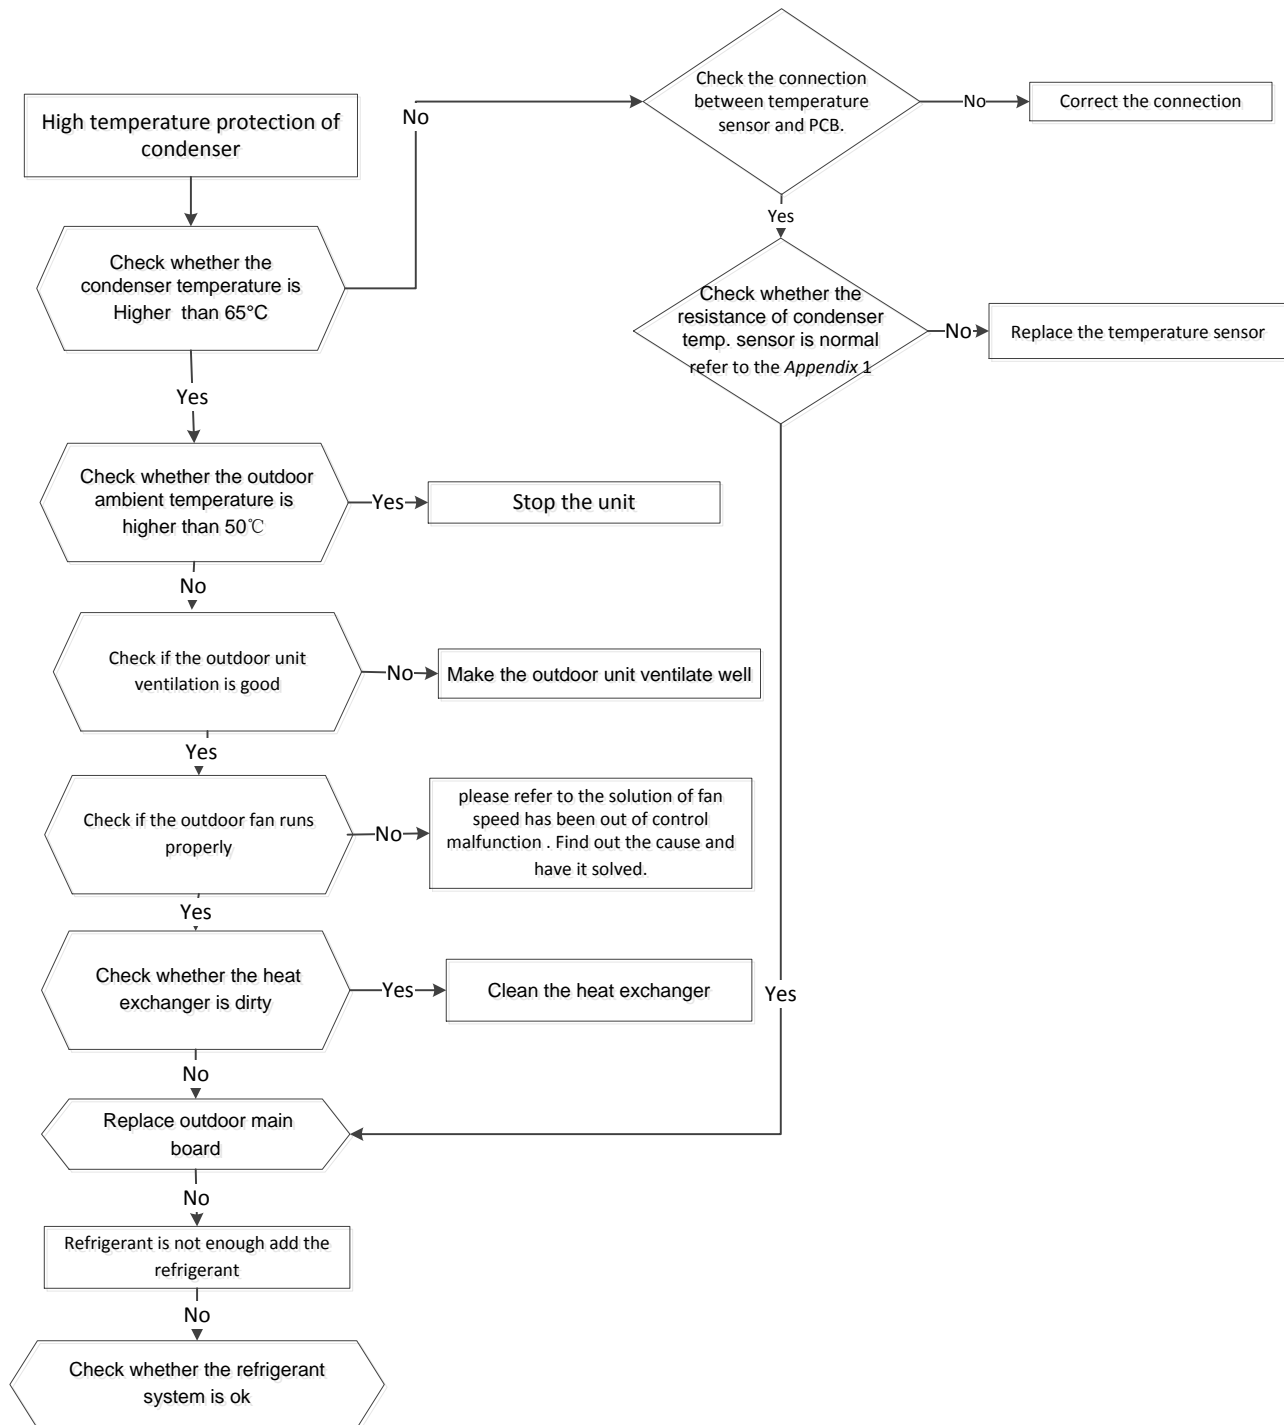 High temperature protection of
condenser
No
Check the connection
between temperature
sensor and PCB.
No
Correct the connection
Yes
Check whether the
condenser temperature is
Higher than 65°C
Check whether the
resistance of condenser
temp. sensor is normal
refer to the Appendix 1
No
Replace the temperature sensor
Yes
Check whether the outdoor
ambient temperature is
higher than 50℃
Yes
Stop the unit
No
Check if the outdoor unit
ventilation is good
No
Make the outdoor unit ventilate well
Yes
Check if the outdoor fan runs
properly
No
please refer to the solution of fan
speed has been out of control
malfunction . Find out the cause and
have it solved.
Yes
Check whether the heat
exchanger is dirty
Yes
Clean the heat exchanger
Yes
No
Replace outdoor main
board
No
Refrigerant is not enough add the
refrigerant
No
Check whether the refrigerant
system is ok